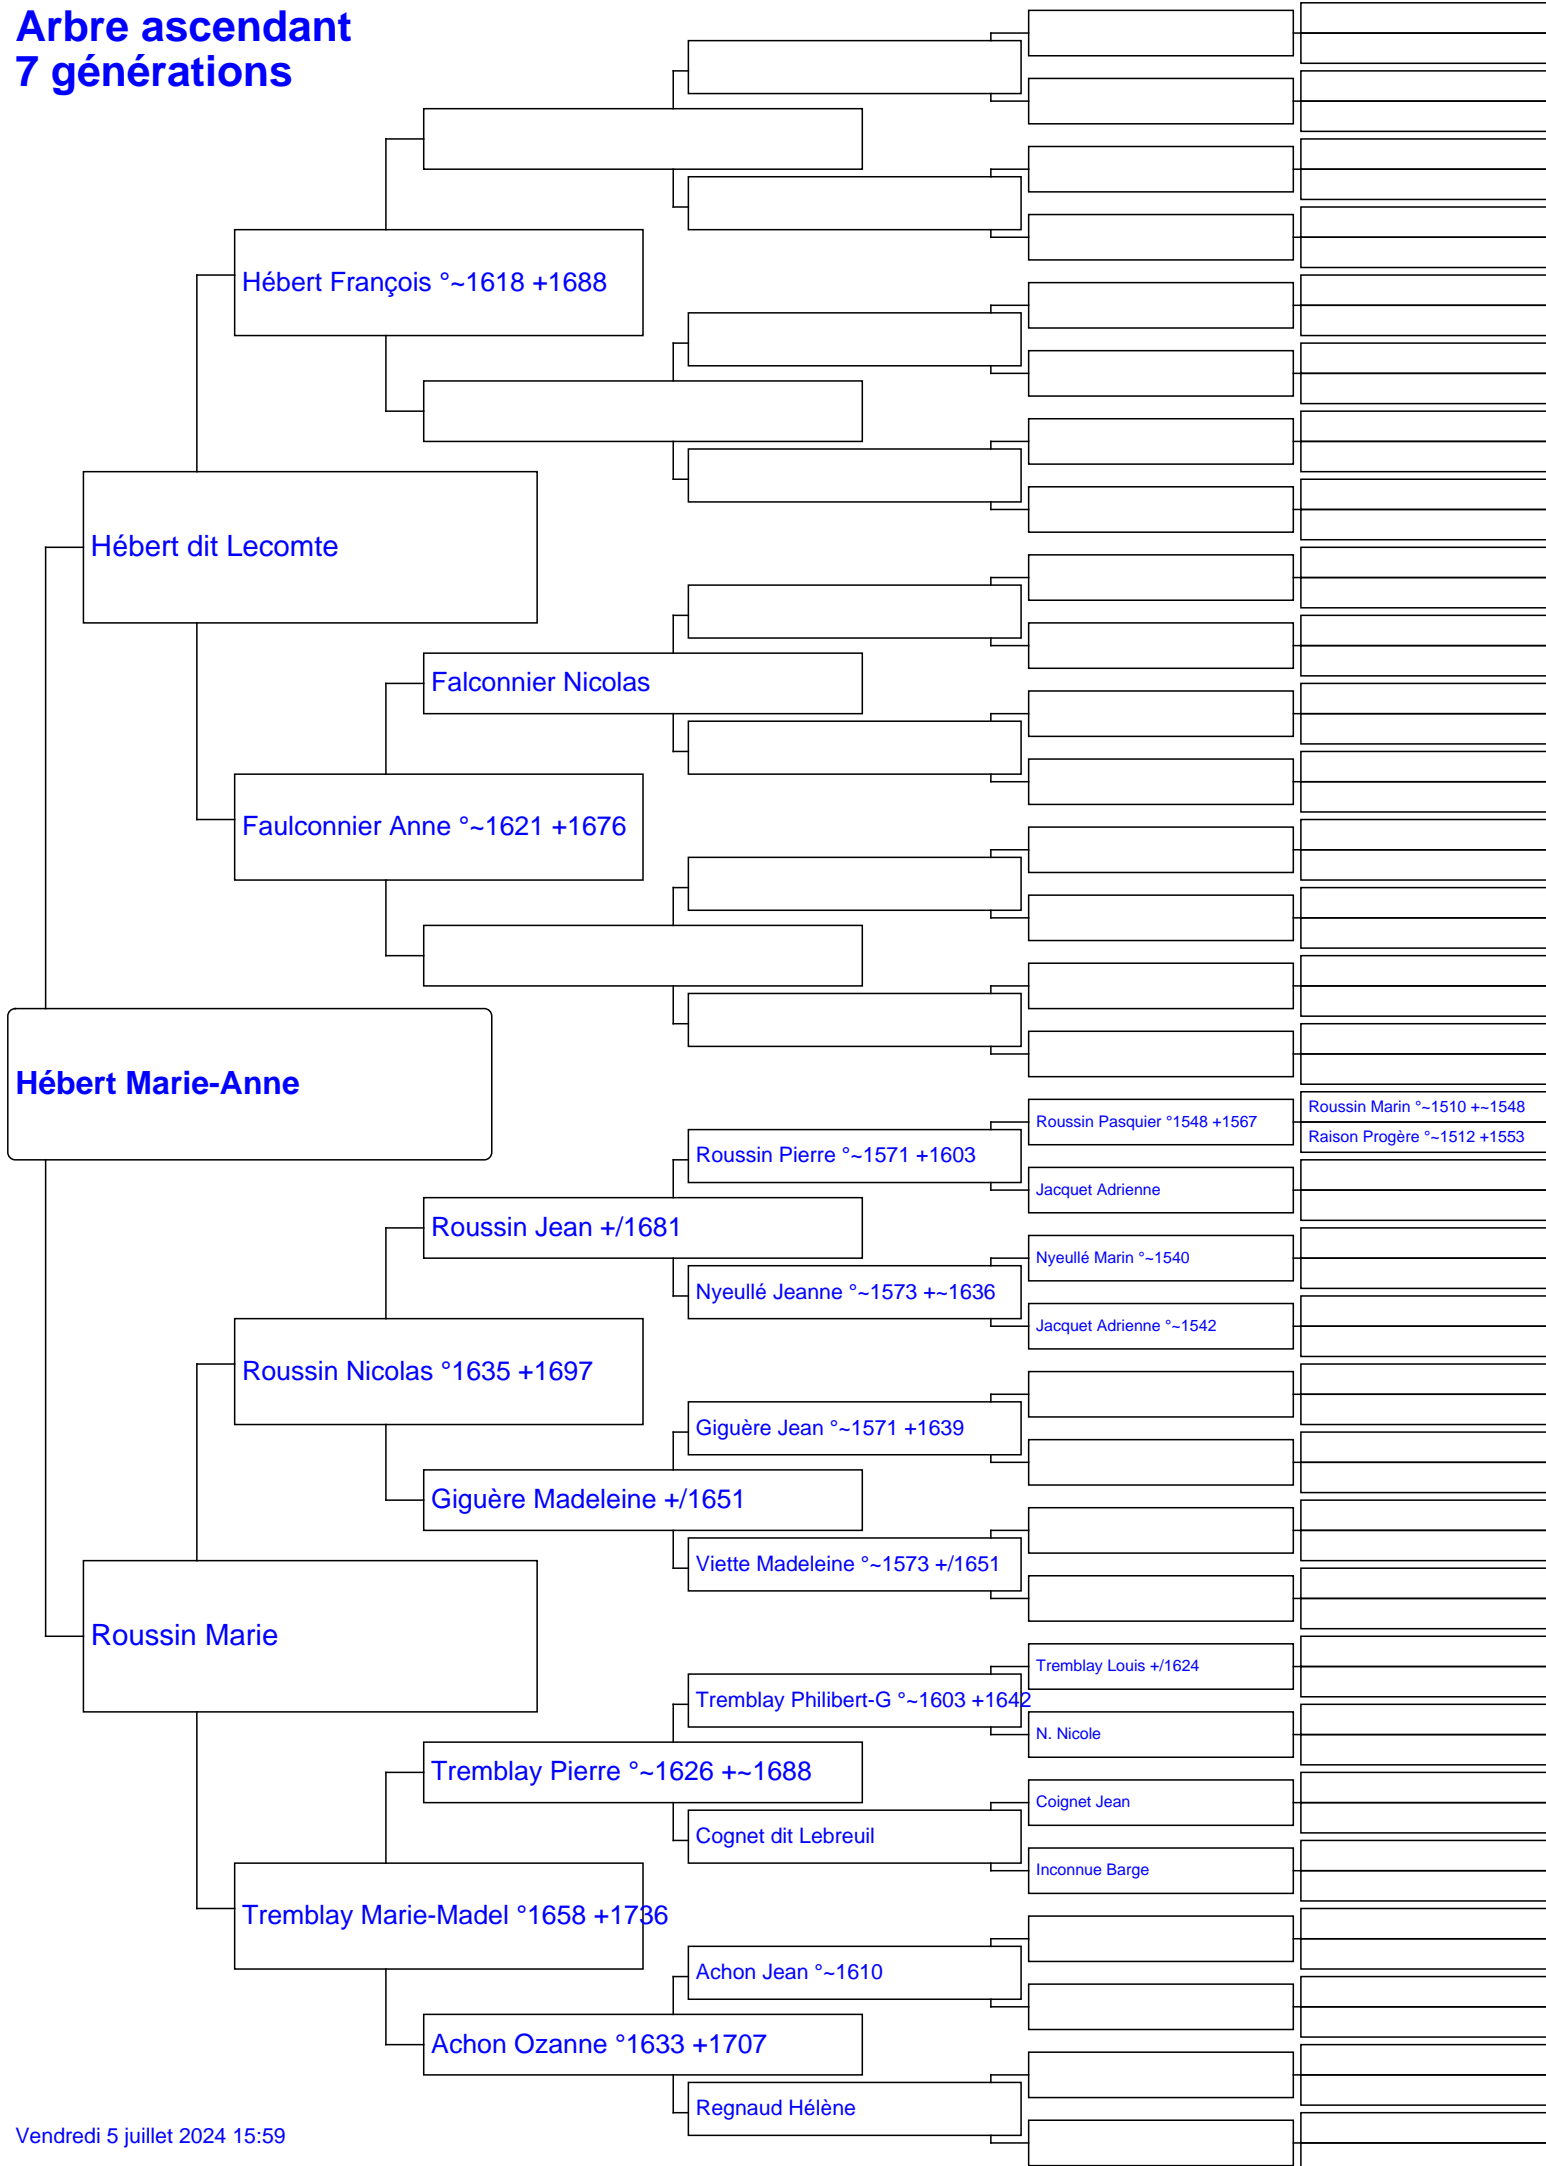 Arbre ascendant
7 générations
Hébert François °~1618 +1688
Hébert dit Lecomte
Falconnier Nicolas
Faulconnier Anne °~1621 +1676
Hébert Marie-Anne
Roussin Marin °~1510 +~1548
Roussin Pasquier °1548 +1567
Raison Progère °~1512 +1553
Roussin Pierre °~1571 +1603
Jacquet Adrienne
Roussin Jean +/1681
Nyeullé Marin °~1540
Nyeullé Jeanne °~1573 +~1636
Jacquet Adrienne °~1542
Roussin Nicolas °1635 +1697
Giguère Jean °~1571 +1639
Giguère Madeleine +/1651
Viette Madeleine °~1573 +/1651
Roussin Marie
Tremblay Louis +/1624
Tremblay Philibert-G °~1603 +1642
N. Nicole
Tremblay Pierre °~1626 +~1688
Coignet Jean
Cognet dit Lebreuil
Inconnue Barge
Tremblay Marie-Madel °1658 +1736
Achon Jean °~1610
Achon Ozanne °1633 +1707
Regnaud Hélène
Vendredi 5 juillet 2024 15:59